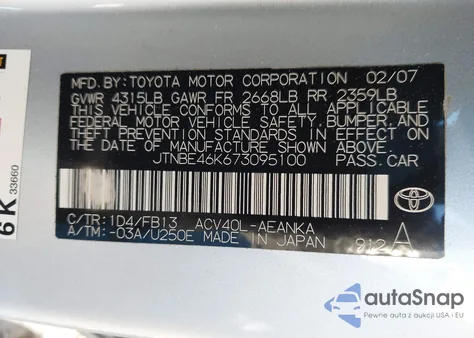 MFD.BY:TOYOTA MOTOR CORPORATION 02/07
GVWR 4315LB GAWR FR 2668LB RR 2359LB
THIS VEHICLE CONFORMS TO ALL APPLICABLE
FEDERAL MOTOR VEHICLE SAFETY,BUMPER,AND
THEFT PREVENTION STANDARDS IN EFFECT ON
THE DATE OF MANUFACTURE SHOWN ABOVE.
JTNBE46K673095100 PASS.CAR
C/TR:1D4/FB13 ACV40L-AEANKA
A/TM:-03A/U250E MADE IN JAPAN 912 A
TOYOTA
6K 33660
autoSnap
Pewne auta z aukcji USA i EU